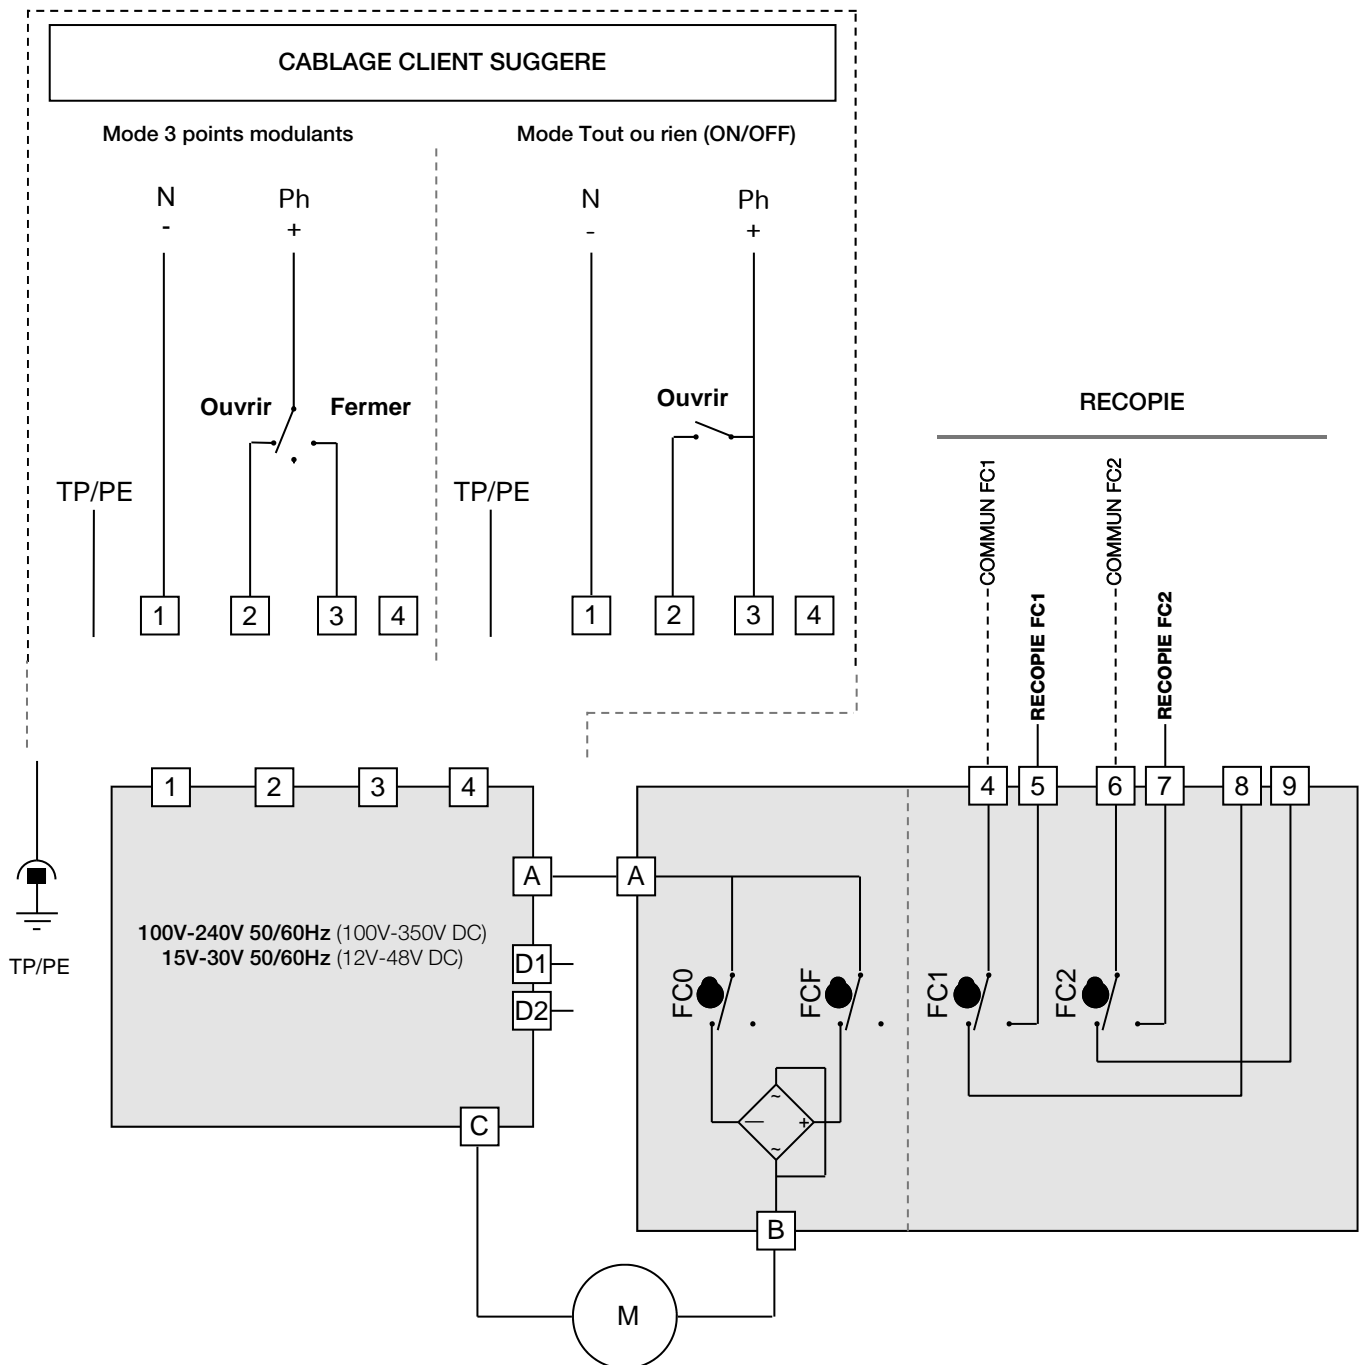 CABLAGE CLIENT SUGGERE
Mode 3 points modulants
Mode Tout ou rien (ON/OFF)
N
Ph
-
+
N
Ph
-
+
Ouvrir
Fermer
Ouvrir
RECOPIE
TP/PE
TP/PE
COMMUN FC1
COMMUN FC2
RECOPIE FC1
RECOPIE FC2
1
2
3
4
1
2
3
4
1
2
3
4
4
5
6
7
8
9
A
A
100V-240V 50/60Hz (100V-350V DC)
15V-30V 50/60Hz (12V-48V DC)
TP/PE
D1
D2
FC0
FCF
FC1
FC2
~
— +
~
C
B
M